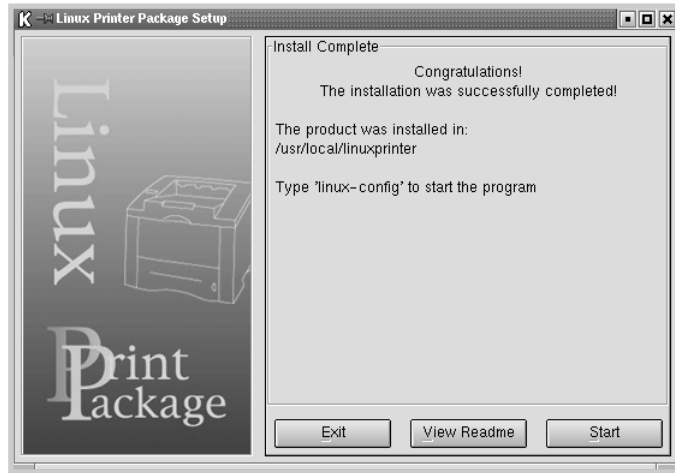 Linux Printer Package Setup
Linux
Print
Package
Install Complete
Congratulations!
The installation was successfully completed!
The product was installed in:
/usr/local/linuxprinter
Type 'linux-config' to start the program
Exit
View Readme
Start